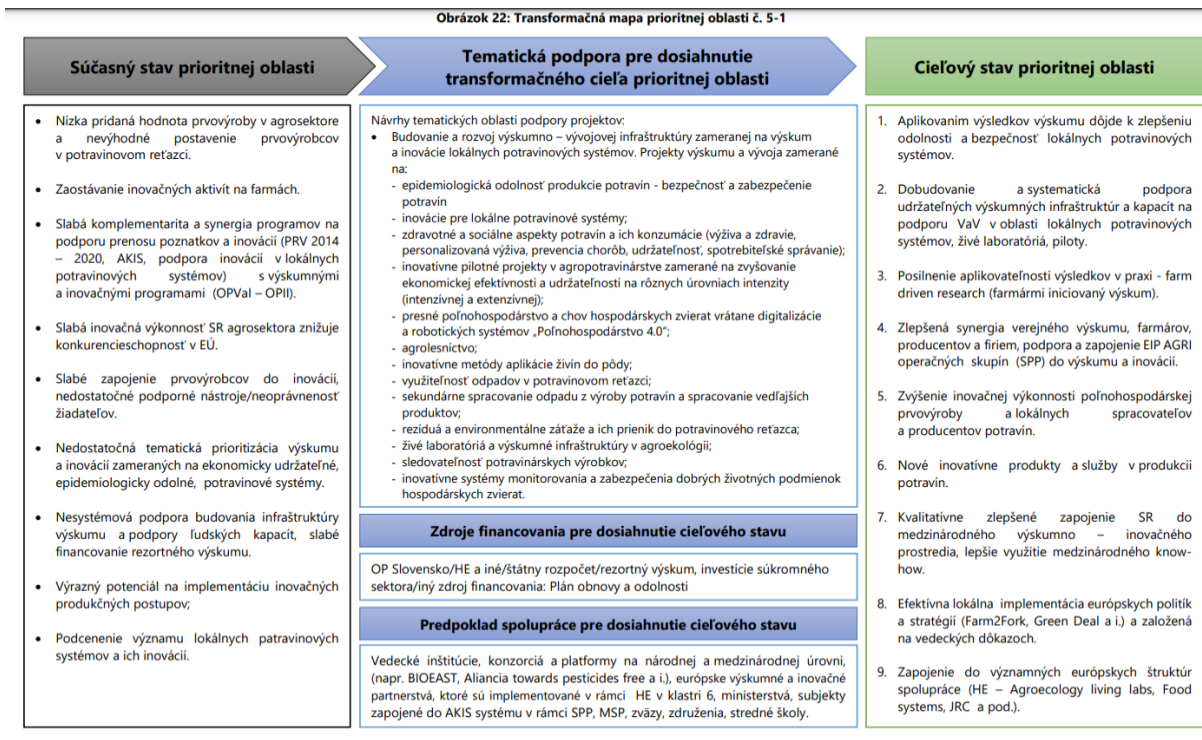 Obrázok 22: Transformačná mapa prioritnej oblasti č. 5-1
Súčasný stav prioritnej oblasti
• Nízka pridaná hodnota prvovýroby v agrosektore
a nevýhodné postavenie prvovýrobcov
v potravinovom reťazci.
• Zaostávanie inovačných aktivít na farmách.
• Slabá komplementarita a synergia programov na
podporu prenosu poznatkov a inovácií (PRV 2014
– 2020, AKIS, podpora inovácií v lokálnych
potravinových systémov) s výskumnými
a inovačnými programami (OPVaI – OPII).
• Slabá inovačná výkonnosť SR agrosektora znižuje
konkurencieschopnosť v EÚ.
• Slabé zapojenie prvovýrobcov do inovácií,
nedostatočné podporné nástroje/neoprávnenosť
žiadateľov.
• Nedostatočná tematická prioritizácia výskumu
a inovácií zameraných na ekonomicky udržateľné,
epidemiologicky odolné, potravinové systémy.
• Nesystémová podpora budovania infraštruktúry
výskumu a podpory ľudských kapacít, slabé
financovanie rezortného výskumu.
• Výrazný potenciál na implementáciu inovačných
produkčných postupov;
• Podcenenie významu lokálnych patravinových
systémov a ich inovácií.
Tematická podpora pre dosiahnutie
transformačného cieľa prioritnej oblasti
Návrhy tematických oblastí podpory projektov:
• Budovanie a rozvoj výskumno – vývojovej infraštruktúry zameranej na výskum
a inovácie lokálnych potravinových systémov. Projekty výskumu a vývoja zamerané
na:
- epidemiologická odolnosť produkcie potravín - bezpečnosť a zabezpečenie
potravín
- inovácie pre lokálne potravinové systémy;
- zdravotné a sociálne aspekty potravín a ich konzumácie (výživa a zdravie,
personalizovaná výživa, prevencia chorôb, udržateľnosť, spotrebiteľské správanie);
- inovatívne pilotné projekty v agropotravinárstve zamerané na zvyšovanie
ekonomickej efektívnosti a udržateľnosti na rôznych úrovniach intenzity
(intenzívnej a extenzívnej);
- presné poľnohospodárstvo a chov hospodárskych zvierat vrátane digitalizácie
a robotických systémov „Poľnohospodárstvo 4.0“;
- agrolesníctvo;
- inovatívne metódy aplikácie živín do pôdy;
- využiteľnosť odpadov v potravinovom reťazci;
- sekundárne spracovanie odpadu z výroby potravín a spracovanie vedľajších
produktov;
- rezíduá a environmentálne záťaže a ich prienik do potravinového reťazca;
- živé laboratóriá a výskumné infraštruktúry v agroekológii;
- sledovateľnosť potravinárskych výrobkov;
- inovatívne systémy monitorovania a zabezpečenia dobrých životných podmienok
hospodárskych zvierat.
Zdroje financovania pre dosiahnutie cieľového stavu
OP Slovensko/HE a iné/štátny rozpočet/rezortný výskum, investície súkromného
sektora/iný zdroj financovania: Plán obnovy a odolnosti
Predpoklad spolupráce pre dosiahnutie cieľového stavu
Vedecké inštitúcie, konzorciá a platformy na národnej a medzinárodnej úrovni,
(napr. BIOEAST, Aliancia towards pesticides free a i.), európske výskumné a inovačné
partnerstvá, ktoré sú implementované v rámci HE v klastri 6, ministerstvá, subjekty
zapojené do AKIS systému v rámci SPP, MSP, zväzy, združenia, stredné školy.
Cieľový stav prioritnej oblasti
1. Aplikovaním výsledkov výskumu dôjde k zlepšeniu
odolnosti a bezpečnosť lokálnych potravinových
systémov.
2. Dobudovanie a systematická podpora
udržateľných výskumných infraštruktúr a kapacít na
podporu VaV v oblasti lokálnych potravinových
systémov, živé laboratóriá, piloty.
3. Posilnenie aplikovateľnosti výsledkov v praxi - farm
driven research (farmármi iniciovaný výskum).
4. Zlepšená synergia verejného výskumu, farmárov,
producentov a firiem, podpora a zapojenie EIP AGRI
operačných skupín (SPP) do výskumu a inovácií.
5. Zvýšenie inovačnej výkonnosti poľnohospodárskej
prvovýroby a lokálnych spracovateľov
a producentov potravín.
6. Nové inovatívne produkty a služby v produkcii
potravín.
7. Kvalitatívne zlepšené zapojenie SR do
medzinárodného výskumno – inovačného
prostredia, lepšie využitie medzinárodného know-
how.
8. Efektívna lokálna implementácia európskych politík
a stratégií (Farm2Fork, Green Deal a i.) a založená
na vedeckých dôkazoch.
9. Zapojenie do významných európskych štruktúr
spolupráce (HE – Agroecology living labs, Food
systems, JRC a pod.).